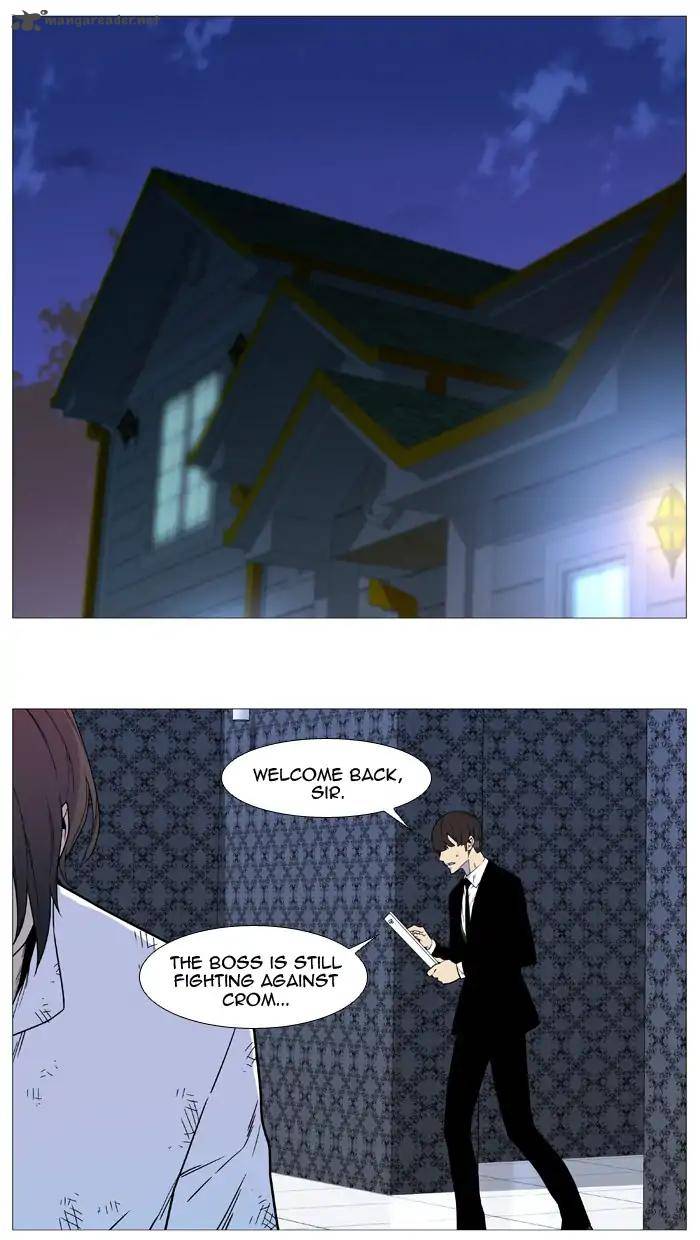 mangareader.net
WELCOME BACK,
SIR.
THE BOSS IS STILL
FIGHTING AGAINST
CROM...